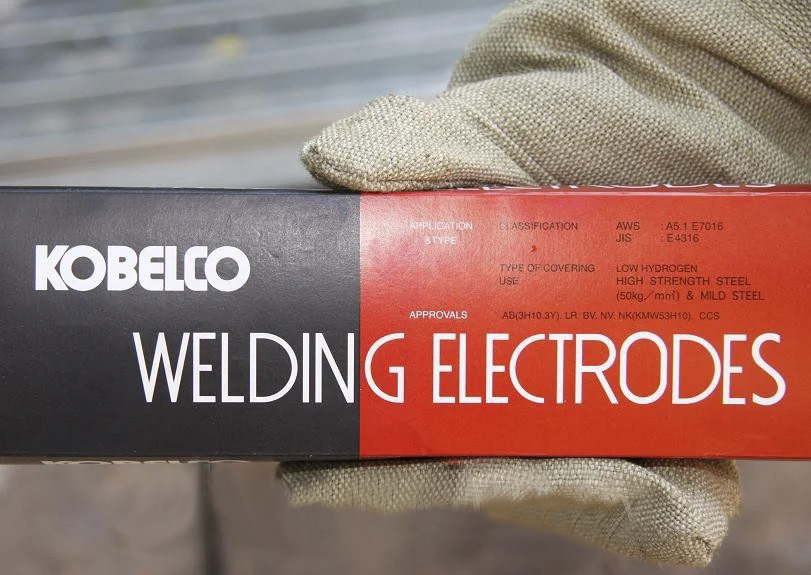 KOBELCO
APPLICATION CLASSIFICATION AWS : A5.1 E7016
& TYPE JIS : E4316
TYPE OF COVERING LOW HYDROGEN
USE HIGH STRENGTH STEEL
(50kg/mm²) & MILD STEEL
APPROVALS AB(3H10.3Y). LR. BV. NV. NK(KMW53H10). CCS
WELDING ELECTRODES